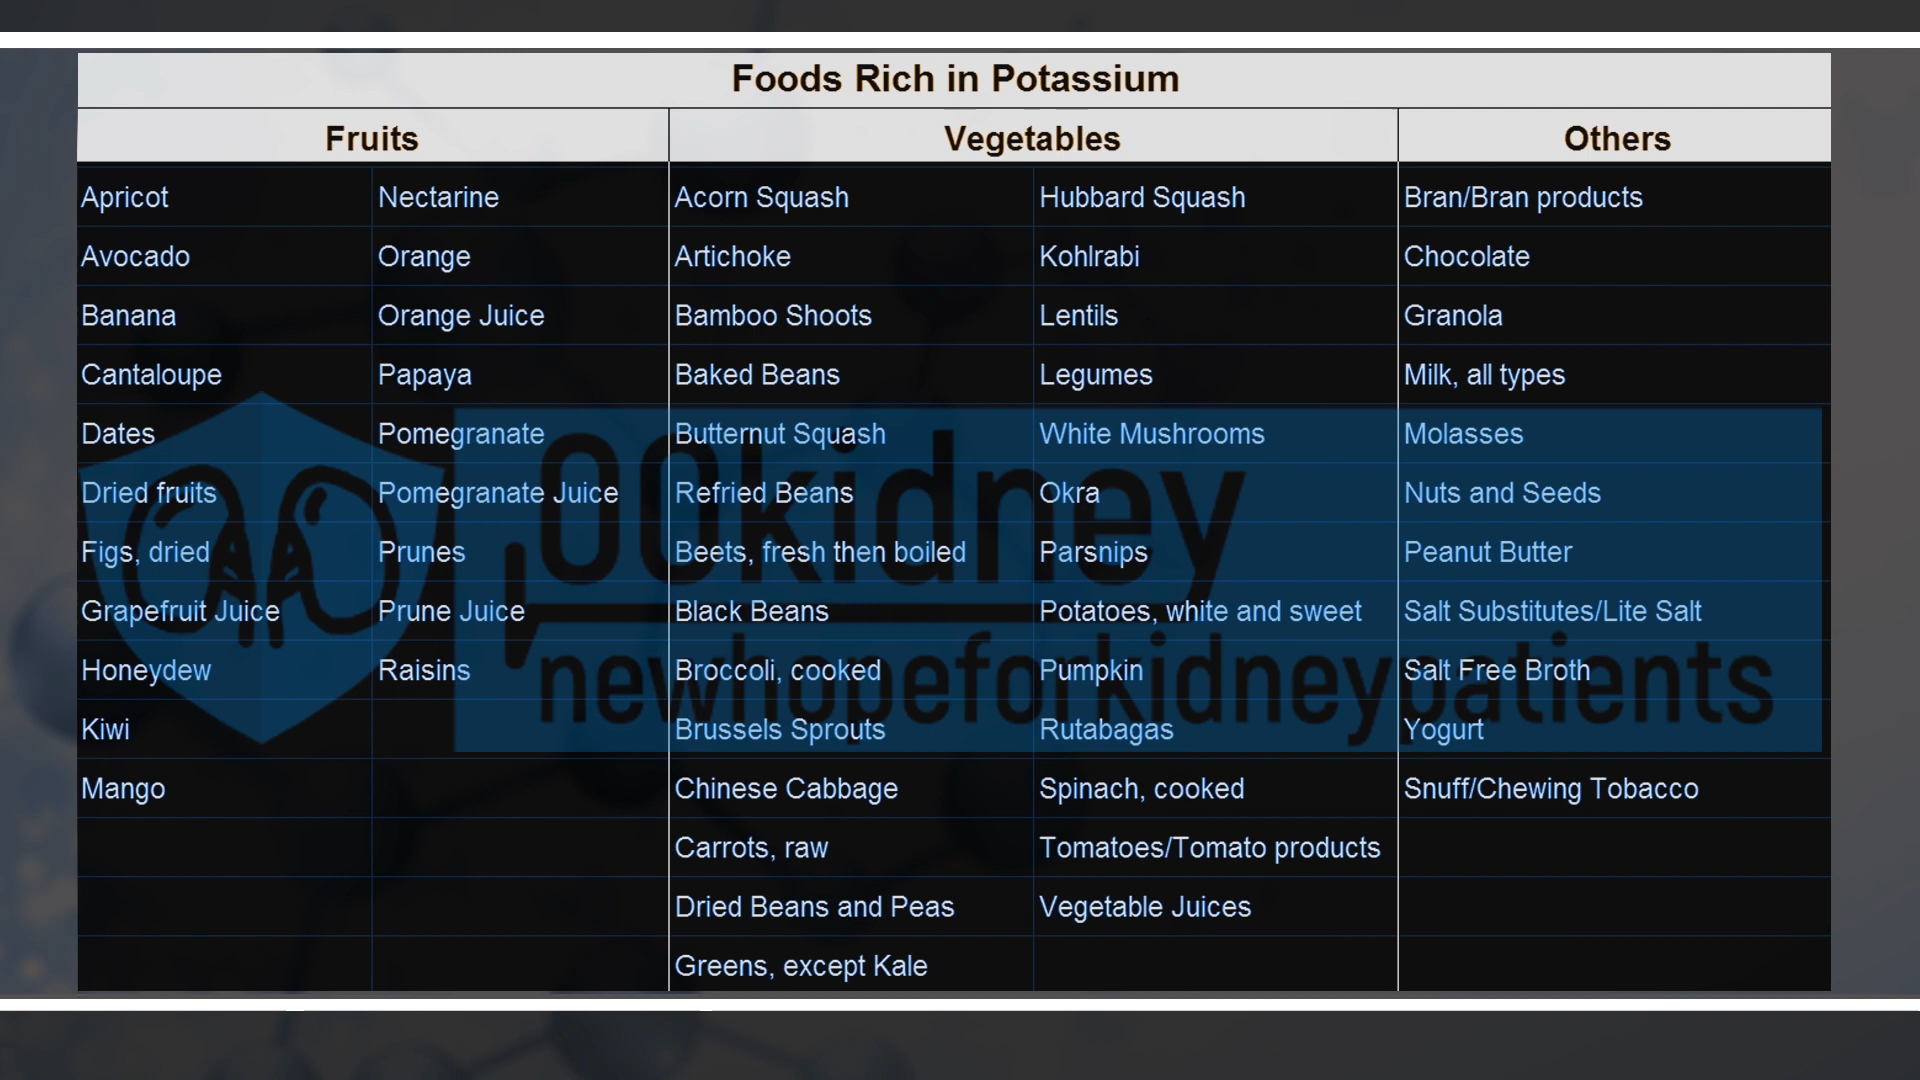 Foods Rich in Potassium
Fruits Vegetables Others
Apricot Nectarine Acorn Squash Hubbard Squash Bran/Bran products
Avocado Orange Artichoke Kohlrabi Chocolate
Banana Orange Juice Bamboo Shoots Lentils Granola
Cantaloupe Papaya Baked Beans Legumes Milk, all types
Dates Pomegranate Butternut Squash White Mushrooms Molasses
Dried fruits Pomegranate Juice Refried Beans Okra Nuts and Seeds
Figs, dried Prunes Beets, fresh then boiled Parsnips Peanut Butter
Grapefruit Juice Prune Juice Black Beans Potatoes, white and sweet Salt Substitutes/Lite Salt
Honeydew Raisins Broccoli, cooked Pumpkin Salt Free Broth
Kiwi Brussels Sprouts Rutabagas Yogurt
Mango Chinese Cabbage Spinach, cooked Snuff/Chewing Tobacco
Carrots, raw Tomatoes/Tomato products
Dried Beans and Peas Vegetable Juices
Greens, except Kale
newhopeforkidneypatients